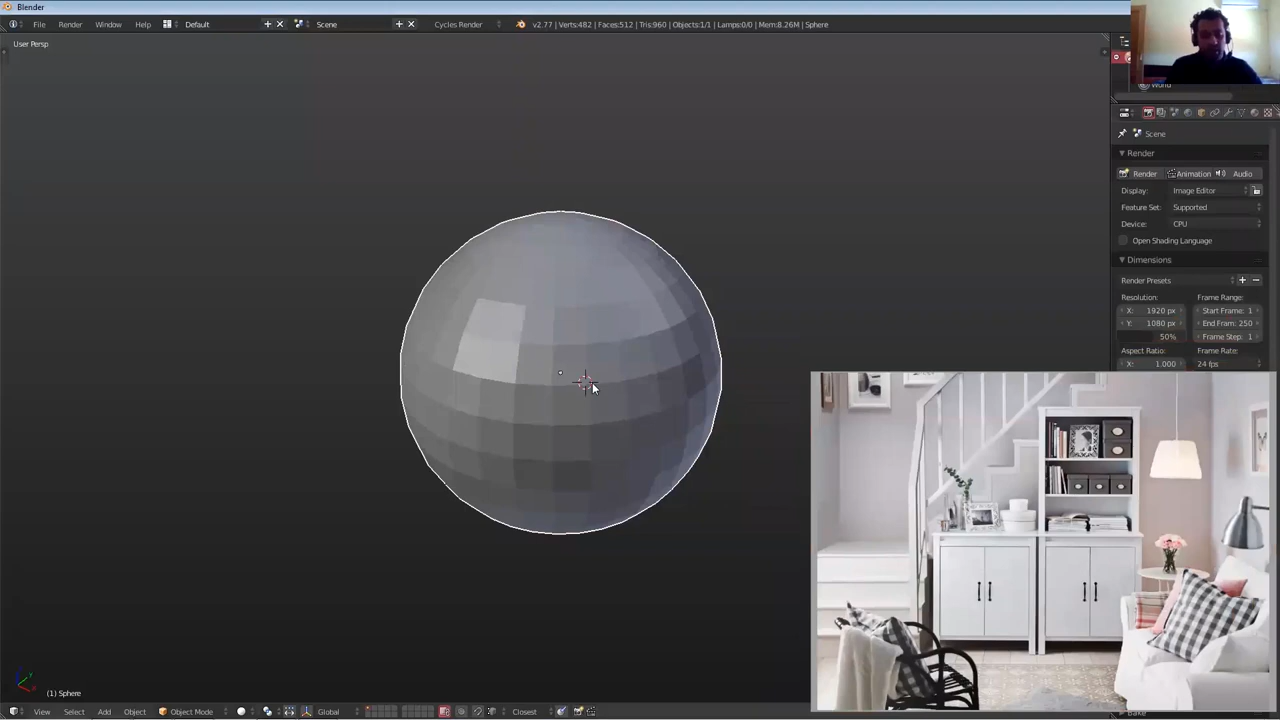 Blender
File Render Window Help Default Scene Cycles Render v2.77 | Verts:482 | Faces:512 | Tris:960 | Objects:1/1 | Lamps:0/0 | Mem:8.26M | Sphere
User Persp
World
Scene
Render
Render Animation Audio
Display: Image Editor
Feature Set: Supported
Device: CPU
Open Shading Language
Dimensions
Render Presets
Resolution: Frame Range:
X: 1920 px Start Frame: 1
Y: 1080 px End Fram: 250
50% Frame Step: 1
Aspect Ratio: Frame Rate:
X: 1.000 24 fps
(1) Sphere
View Select Add Object Object Mode Global Closest
Bake